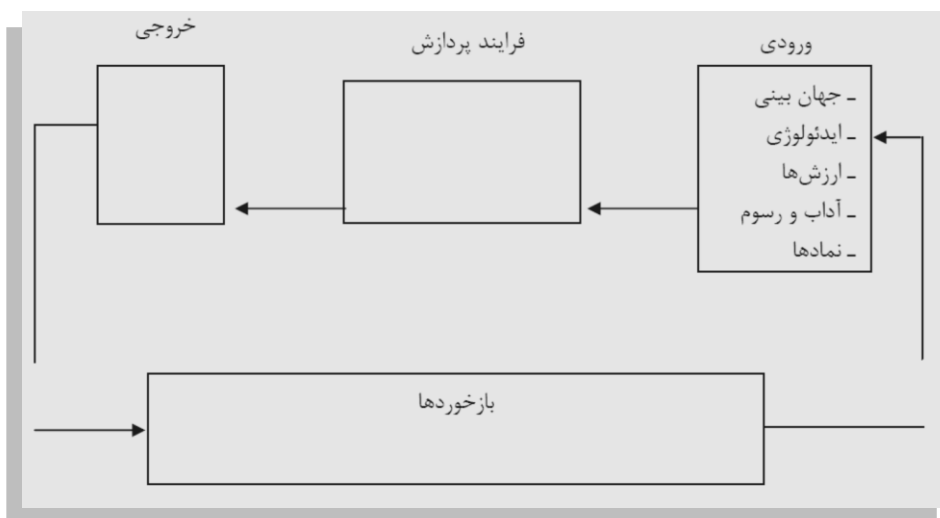 ورودی
ـ جهان بینی
ـ ایدئولوژی
ـ ارزش‌ها
ـ آداب و رسوم
ـ نمادها
فرایند پردازش
خروجی
بازخوردها